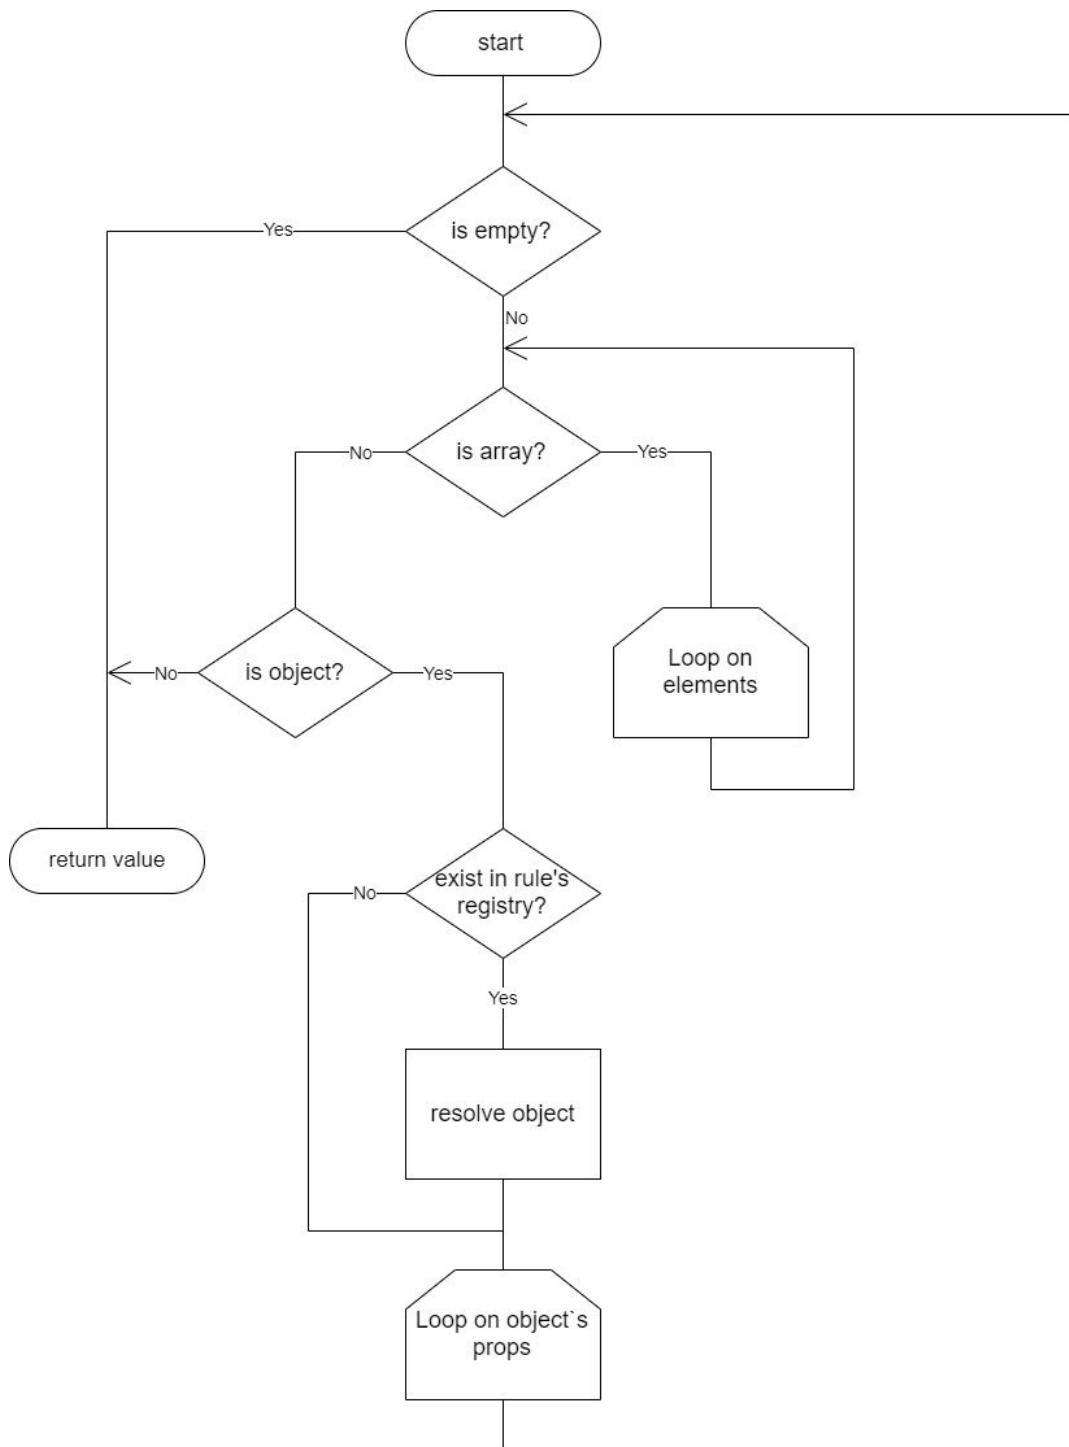 start
is empty?
Yes
No
is array?
No
Yes
Loop on
elements
is object?
No
Yes
return value
exist in rule's
registry?
No
Yes
resolve object
Loop on object`s
props